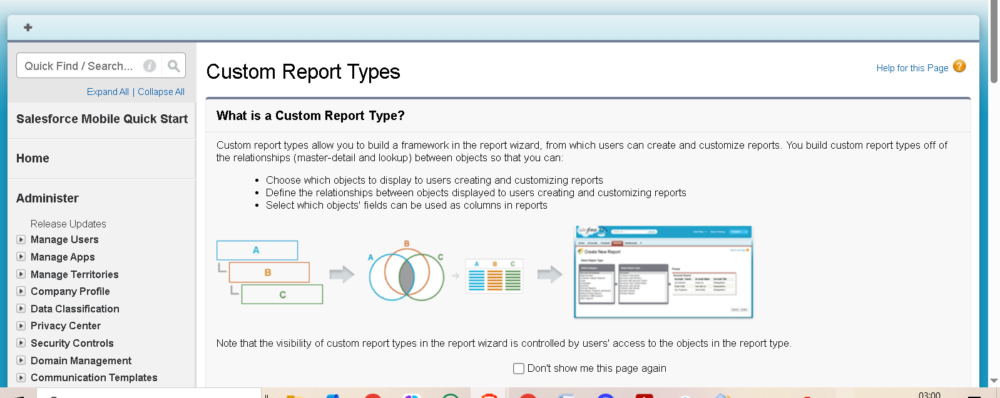 Quick Find / Search...
Expand All | Collapse All
Salesforce Mobile Quick Start
Home
Administer
Release Updates
Manage Users
Manage Apps
Manage Territories
Company Profile
Data Classification
Privacy Center
Security Controls
Domain Management
Communication Templates
Custom Report Types
Help for this Page ?
What is a Custom Report Type?
Custom report types allow you to build a framework in the report wizard, from which users can create and customize reports. You build custom report types off of
the relationships (master-detail and lookup) between objects so that you can:
• Choose which objects to display to users creating and customizing reports
• Define the relationships between objects displayed to users creating and customizing reports
• Select which objects' fields can be used as columns in reports
A
B
C
A
B
C
A B C
Create New Report
Note that the visibility of custom report types in the report wizard is controlled by users' access to the objects in the report type.
Don't show me this page again
03:00